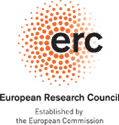 erc
European Research Council
Established by
the European Commission